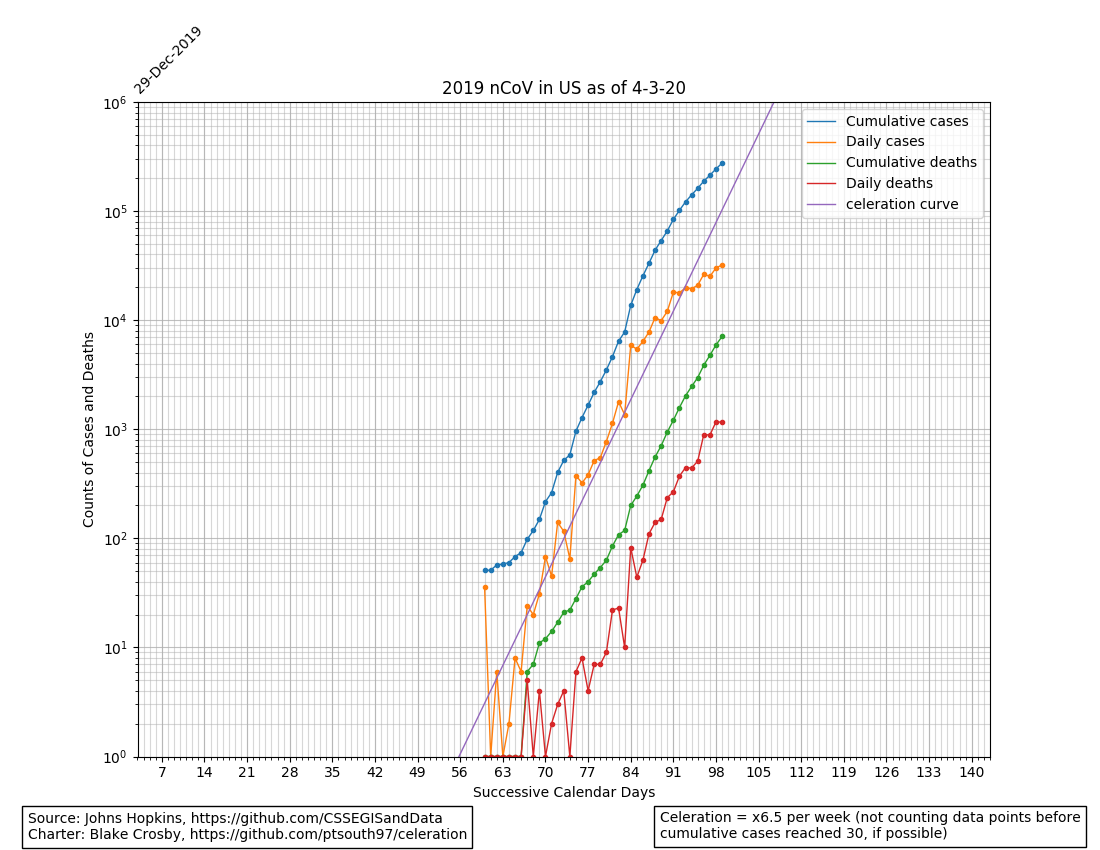 29-Dec-2019
2019 nCoV in US as of 4-3-20
10^6
10^5
10^4
10^3
10^2
10^1
10^0
Counts of Cases and Deaths
Cumulative cases
Daily cases
Cumulative deaths
Daily deaths
celeration curve
7 14 21 28 35 42 49 56 63 70 77 84 91 98 105 112 119 126 133 140
Successive Calendar Days
Source: Johns Hopkins, https://github.com/CSSEGISandData
Charter: Blake Crosby, https://github.com/ptsouth97/celeration
Celeration = x6.5 per week (not counting data points before
cumulative cases reached 30, if possible)